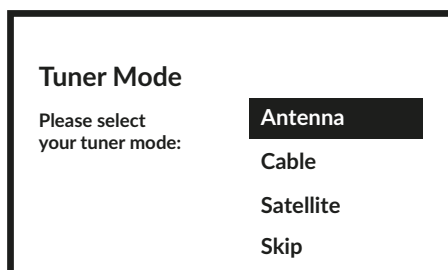 Tuner Mode
Please select
your tuner mode:
Antenna
Cable
Satellite
Skip